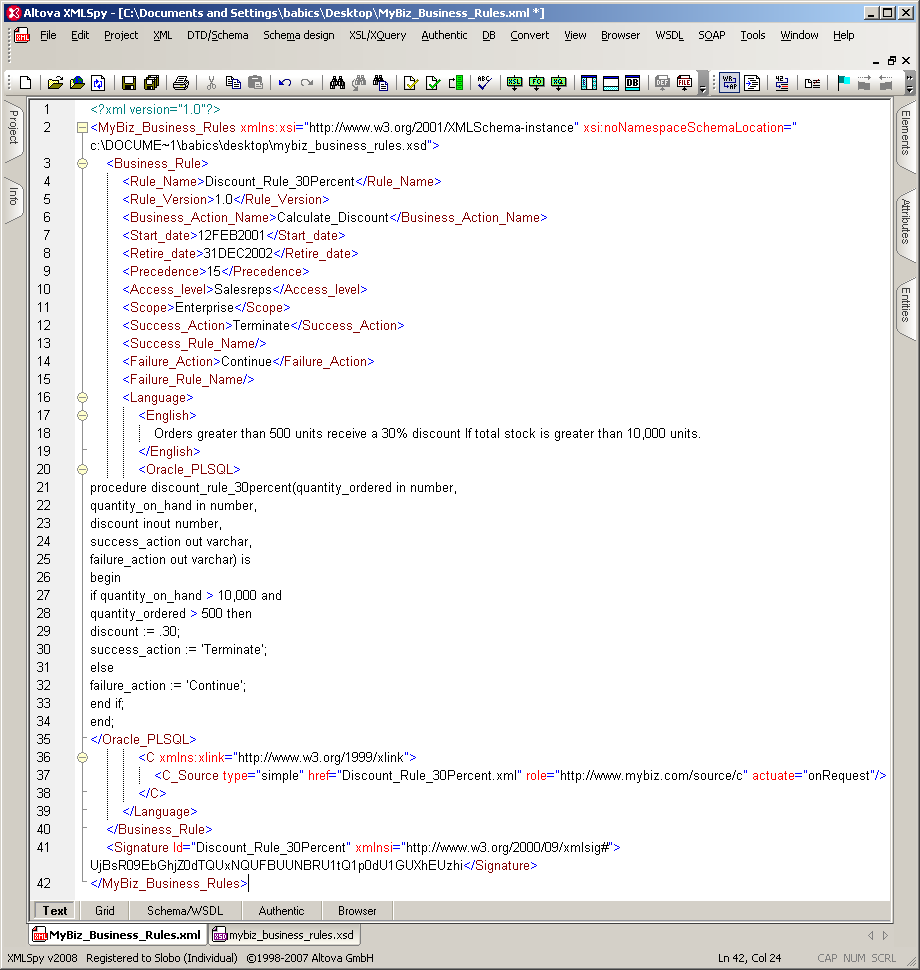 Altova XMLSpy - [C:\Documents and Settings\babics\Desktop\MyBiz_Business_Rules.xml *]
File Edit Project XML DTD/Schema Schema design XSL/XQuery Authentic DB Convert View Browser WSDL SOAP Tools Window Help
Project
Info
Elements
Attributes
Entities
1 <?xml version="1.0"?>
2 <MyBiz_Business_Rules xmlns:xsi="http://www.w3.org/2001/XMLSchema-instance" xsi:noNamespaceSchemaLocation="
c:\DOCUME~1\babics\desktop\mybiz_business_rules.xsd">
3 <Business_Rule>
4 <Rule_Name>Discount_Rule_30Percent</Rule_Name>
5 <Rule_Version>1.0</Rule_Version>
6 <Business_Action_Name>Calculate_Discount</Business_Action_Name>
7 <Start_date>12FEB2001</Start_date>
8 <Retire_date>31DEC2002</Retire_date>
9 <Precedence>15</Precedence>
10 <Access_level>Salesreps</Access_level>
11 <Scope>Enterprise</Scope>
12 <Success_Action>Terminate</Success_Action>
13 <Success_Rule_Name/>
14 <Failure_Action>Continue</Failure_Action>
15 <Failure_Rule_Name/>
16 <Language>
17 <English>
18 Orders greater than 500 units receive a 30% discount If total stock is greater than 10,000 units.
19 </English>
20 <Oracle_PLSQL>
21 procedure discount_rule_30percent(quantity_ordered in number,
22 quantity_on_hand in number,
23 discount inout number,
24 success_action out varchar,
25 failure_action out varchar) is
26 begin
27 if quantity_on_hand > 10,000 and
28 quantity_ordered > 500 then
29 discount := .30;
30 success_action := 'Terminate';
31 else
32 failure_action := 'Continue';
33 end if;
34 end;
35 </Oracle_PLSQL>
36 <C xmlns:xlink="http://www.w3.org/1999/xlink">
37 <C_Source type="simple" href="Discount_Rule_30Percent.xml" role="http://www.mybiz.com/source/c" actuate="onRequest"/>
38 </C>
39 </Language>
40 </Business_Rule>
41 <Signature Id="Discount_Rule_30Percent" xmlnsi="http://www.w3.org/2000/09/xmlsig#">
UjBsR09EbGhjZ0dTQUxNQUFBUUNBRU1tQ1p0dU1GUXhEUzhi</Signature>
42 </MyBiz_Business_Rules>
Text Grid Schema/WSDL Authentic Browser
MyBiz_Business_Rules.xml mybiz_business_rules.xsd
XMLSpy v2008 Registered to Slobo (Individual) ©1998-2007 Altova GmbH Ln 42, Col 24 CAP NUM SCRL